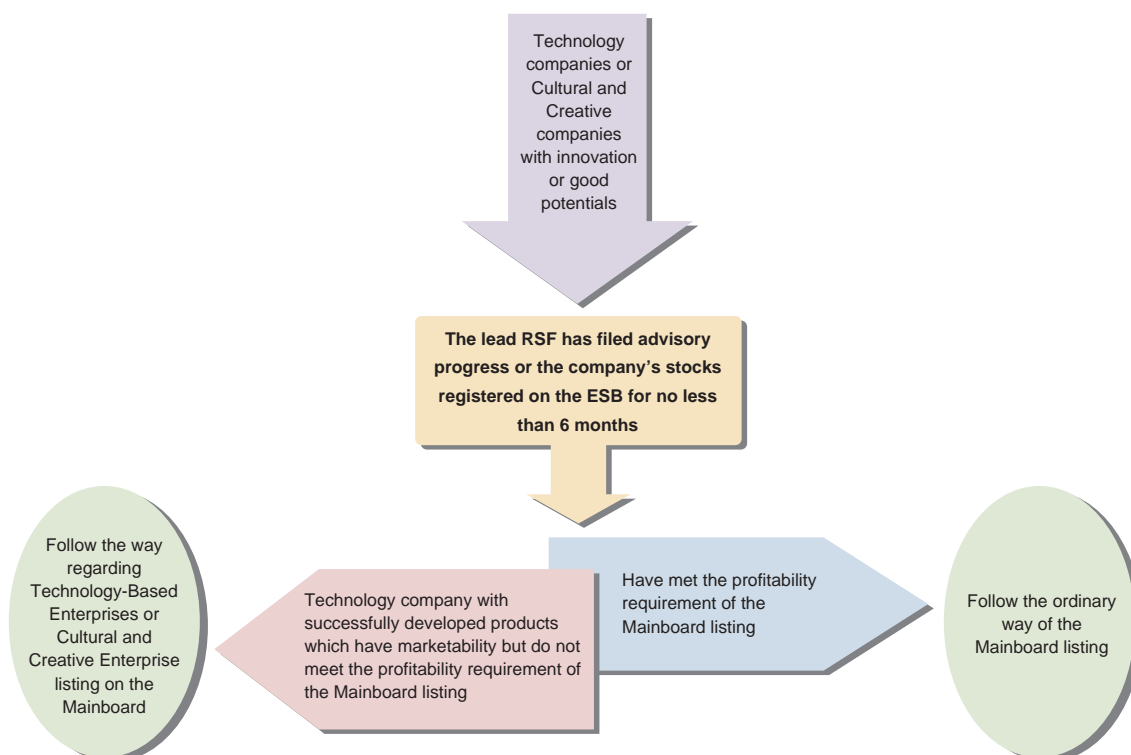 Technology
companies or
Cultural and
Creative
companies
with innovation
or good
potentials
The lead RSF has filed advisory
progress or the company’s stocks
registered on the ESB for no less
than 6 months
Follow the way
regarding
Technology-Based
Enterprises or
Cultural and
Creative Enterprise
listing on the
Mainboard
Technology company with
successfully developed products
which have marketability but do not
meet the profitability requirement of
the Mainboard listing
Have met the profitability
requirement of the
Mainboard listing
Follow the ordinary
way of the
Mainboard listing